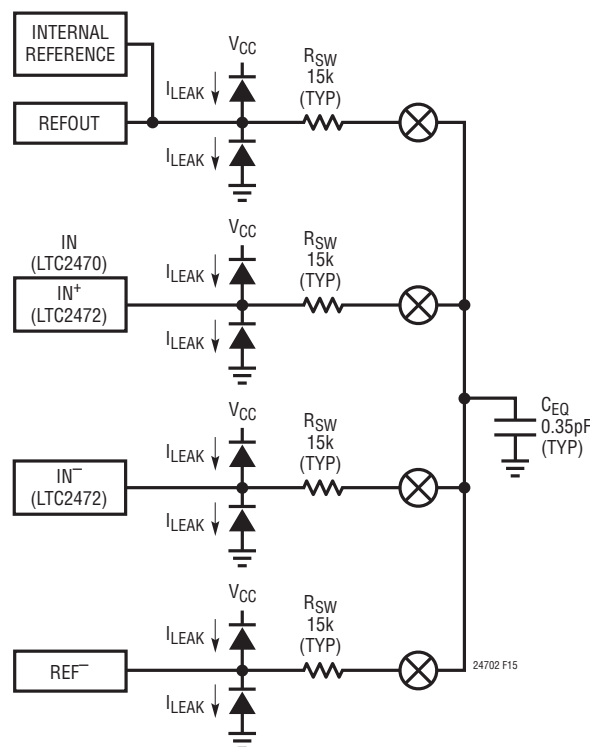 INTERNAL
REFERENCE
REFOUT
ILEAK
ILEAK
VCC
RSW
15k
(TYP)
IN
(LTC2470)
IN+
(LTC2472)
ILEAK
ILEAK
VCC
RSW
15k
(TYP)
CEQ
0.35pF
(TYP)
IN–
(LTC2472)
ILEAK
ILEAK
VCC
RSW
15k
(TYP)
REF–
ILEAK
ILEAK
VCC
RSW
15k
(TYP)
24702 F15